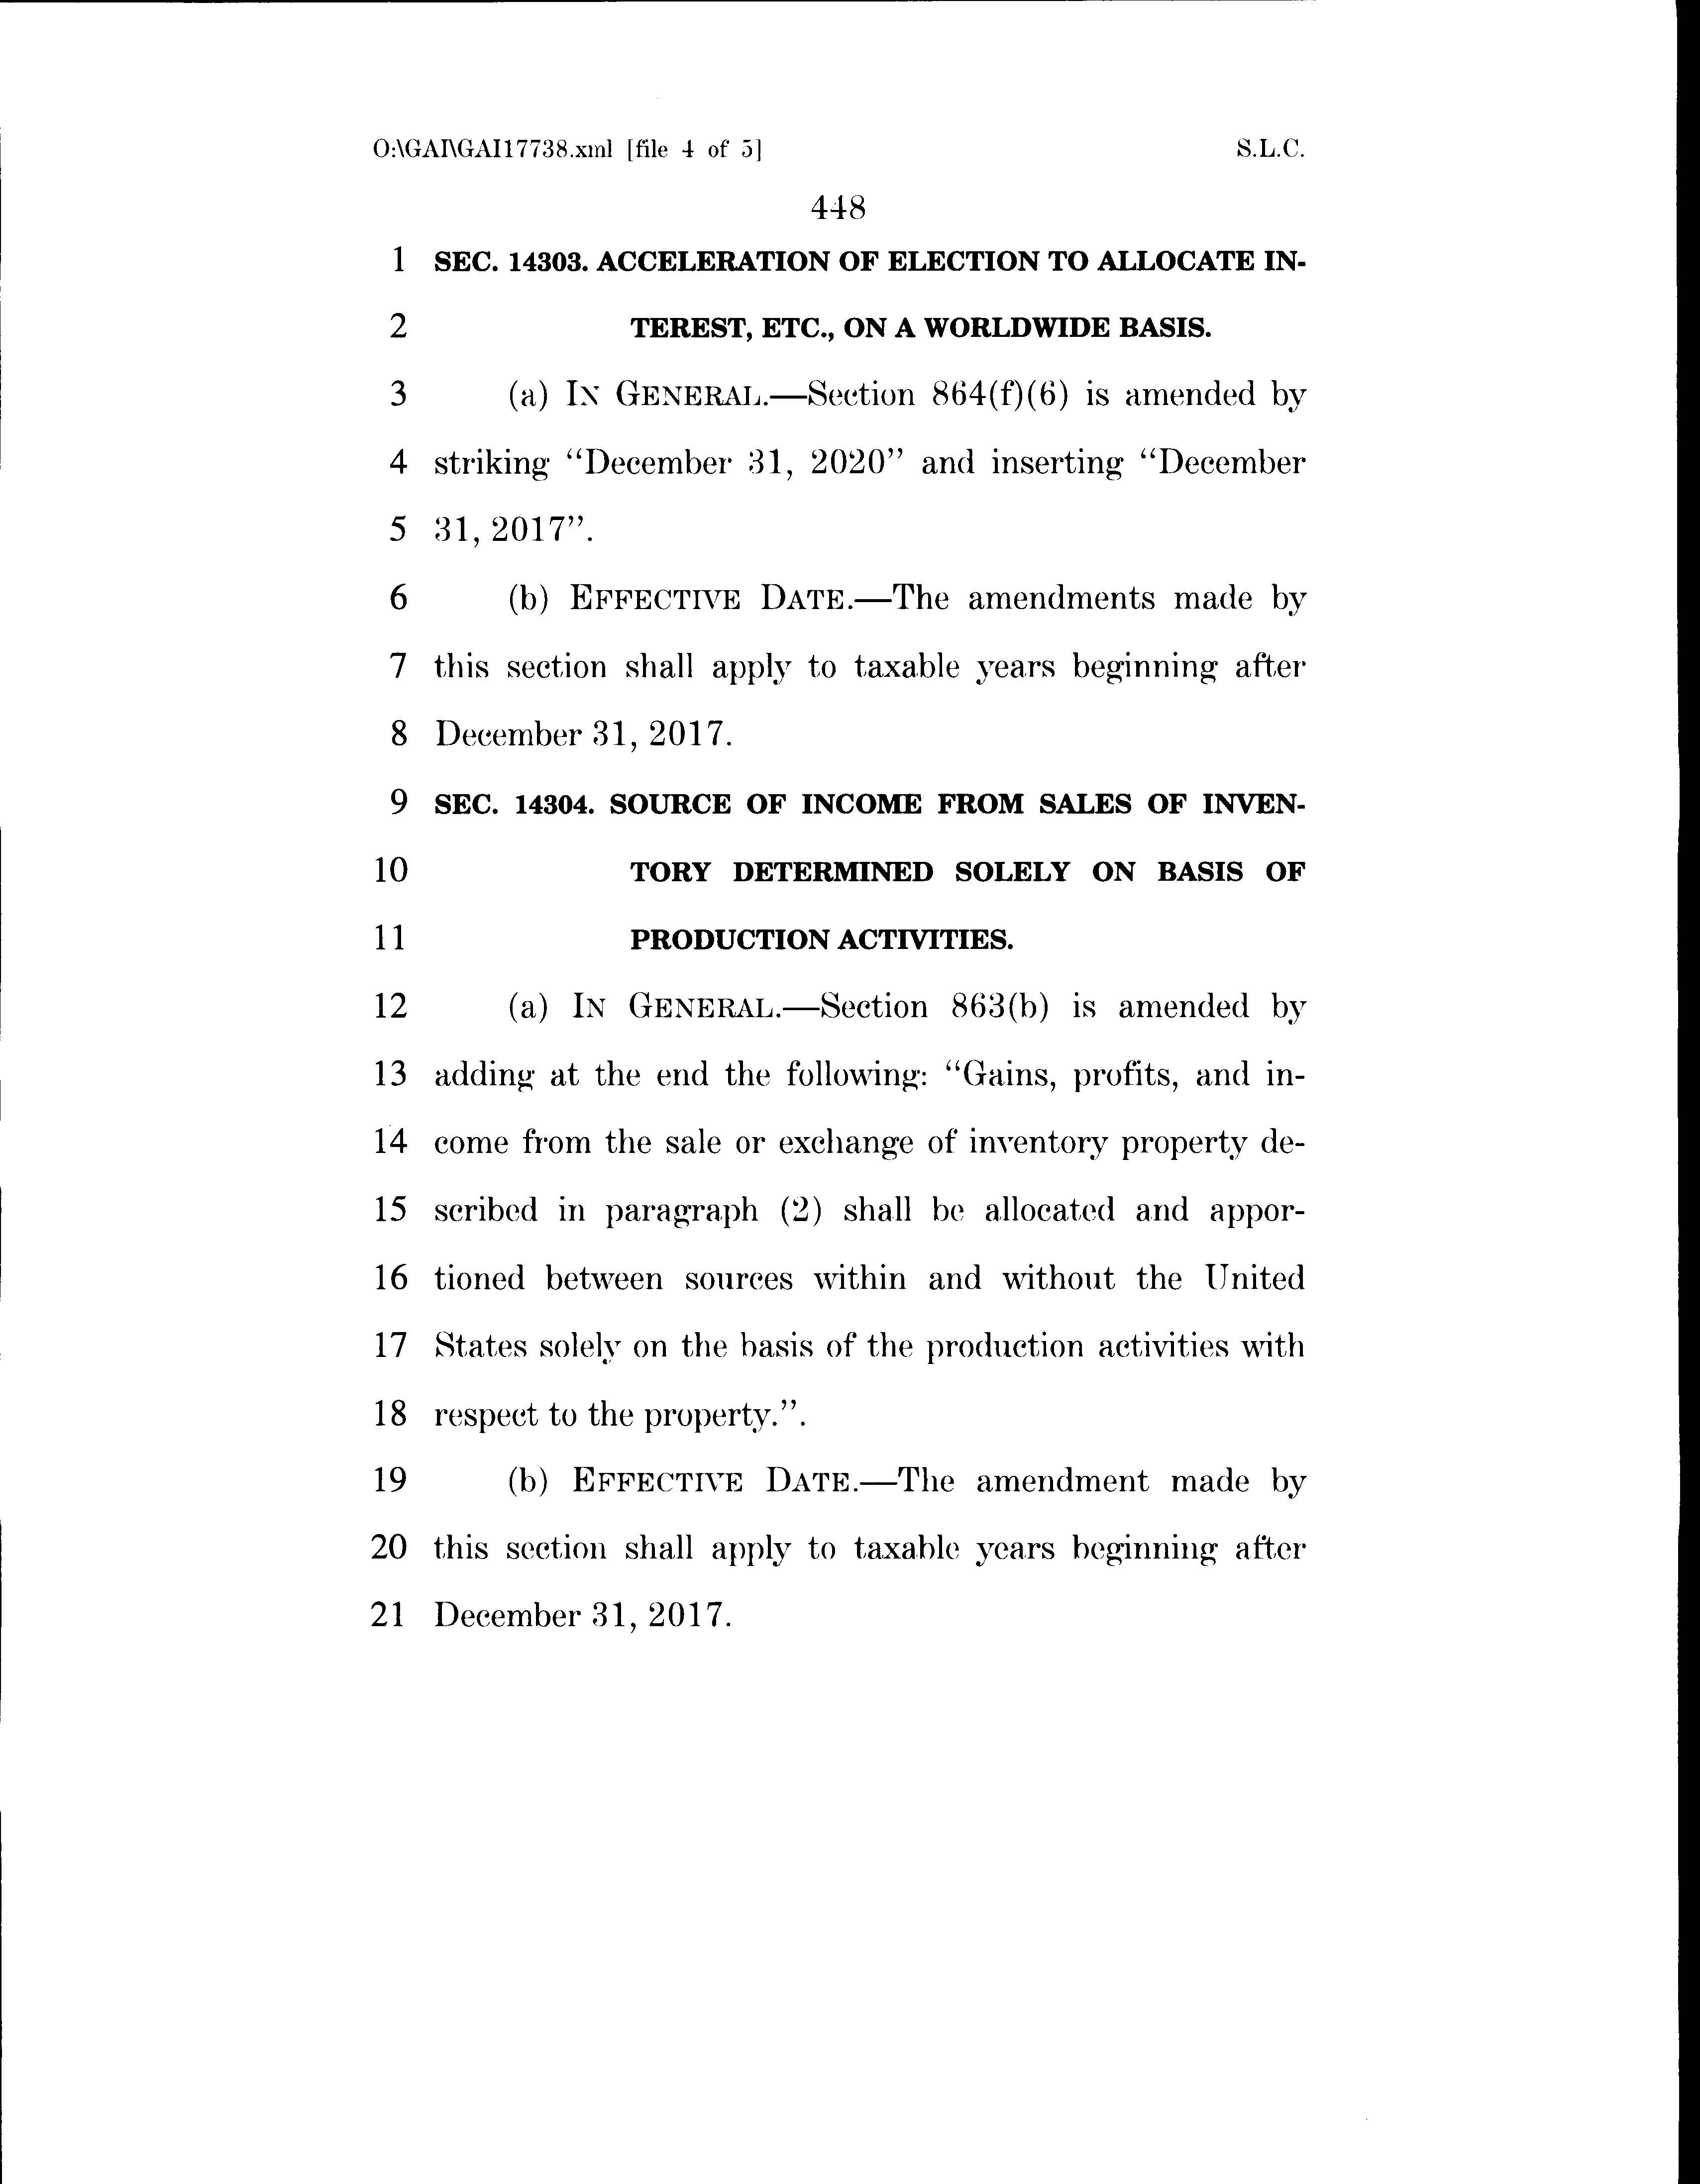 O:\GAI\GAI17738.xml [file 4 of 5] S.L.C.
448
1 SEC. 14303. ACCELERATION OF ELECTION TO ALLOCATE IN-
2 TEREST, ETC., ON A WORLDWIDE BASIS.
3 (a) IN GENERAL.—Section 864(f)(6) is amended by
4 striking “December 31, 2020” and inserting “December
5 31, 2017”.
6 (b) EFFECTIVE DATE.—The amendments made by
7 this section shall apply to taxable years beginning after
8 December 31, 2017.
9 SEC. 14304. SOURCE OF INCOME FROM SALES OF INVEN-
10 TORY DETERMINED SOLELY ON BASIS OF
11 PRODUCTION ACTIVITIES.
12 (a) IN GENERAL.—Section 863(b) is amended by
13 adding at the end the following: “Gains, profits, and in-
14 come from the sale or exchange of inventory property de-
15 scribed in paragraph (2) shall be allocated and appor-
16 tioned between sources within and without the United
17 States solely on the basis of the production activities with
18 respect to the property.”.
19 (b) EFFECTIVE DATE.—The amendment made by
20 this section shall apply to taxable years beginning after
21 December 31, 2017.